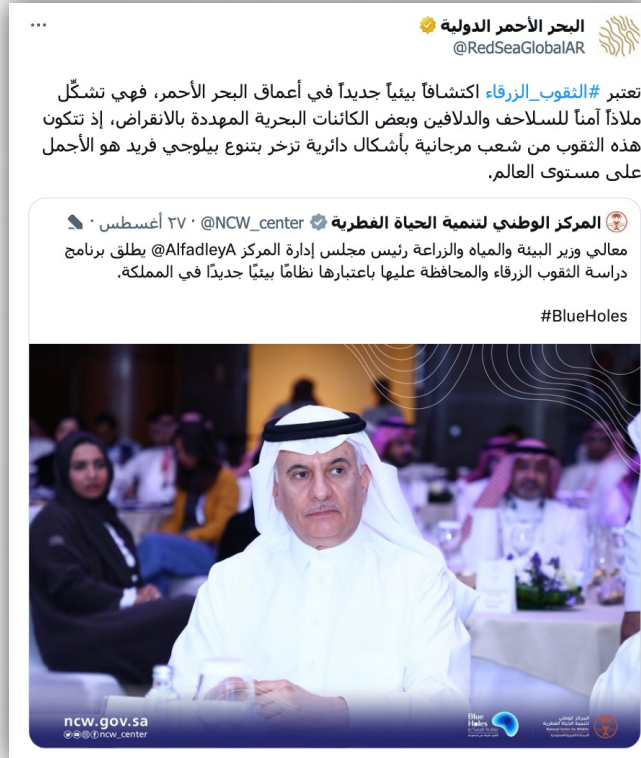 البحر الأحمر الدولية
@RedSeaGlobalAR
تعتبر #الثقوب_الزرقاء اكتشافاً بيئياً جديداً في أعماق البحر الأحمر، فهي تشكِّل
ملاذاً آمناً للسلاحف والدلافين وبعض الكائنات البحرية المهددة بالانقراض، إذ تتكون
هذه الثقوب من شعب مرجانية بأشكال دائرية تزخر بتنوع بيلوجي فريد هو الأجمل
على مستوى العالم.
المركز الوطني لتنمية الحياة الفطرية @NCW_center · ٢٧ أغسطس ·
معالي وزير البيئة والمياه والزراعة رئيس مجلس إدارة المركز @AlfadleyA يطلق برنامج
دراسة الثقوب الزرقاء والمحافظة عليها باعتبارها نظامًا بيئيًا جديدًا في المملكة.
#BlueHoles
ncw.gov.sa
ncw_center
Blue
Holes
المركز الوطني
لتنمية الحياة الفطرية
National Center for Wildlife